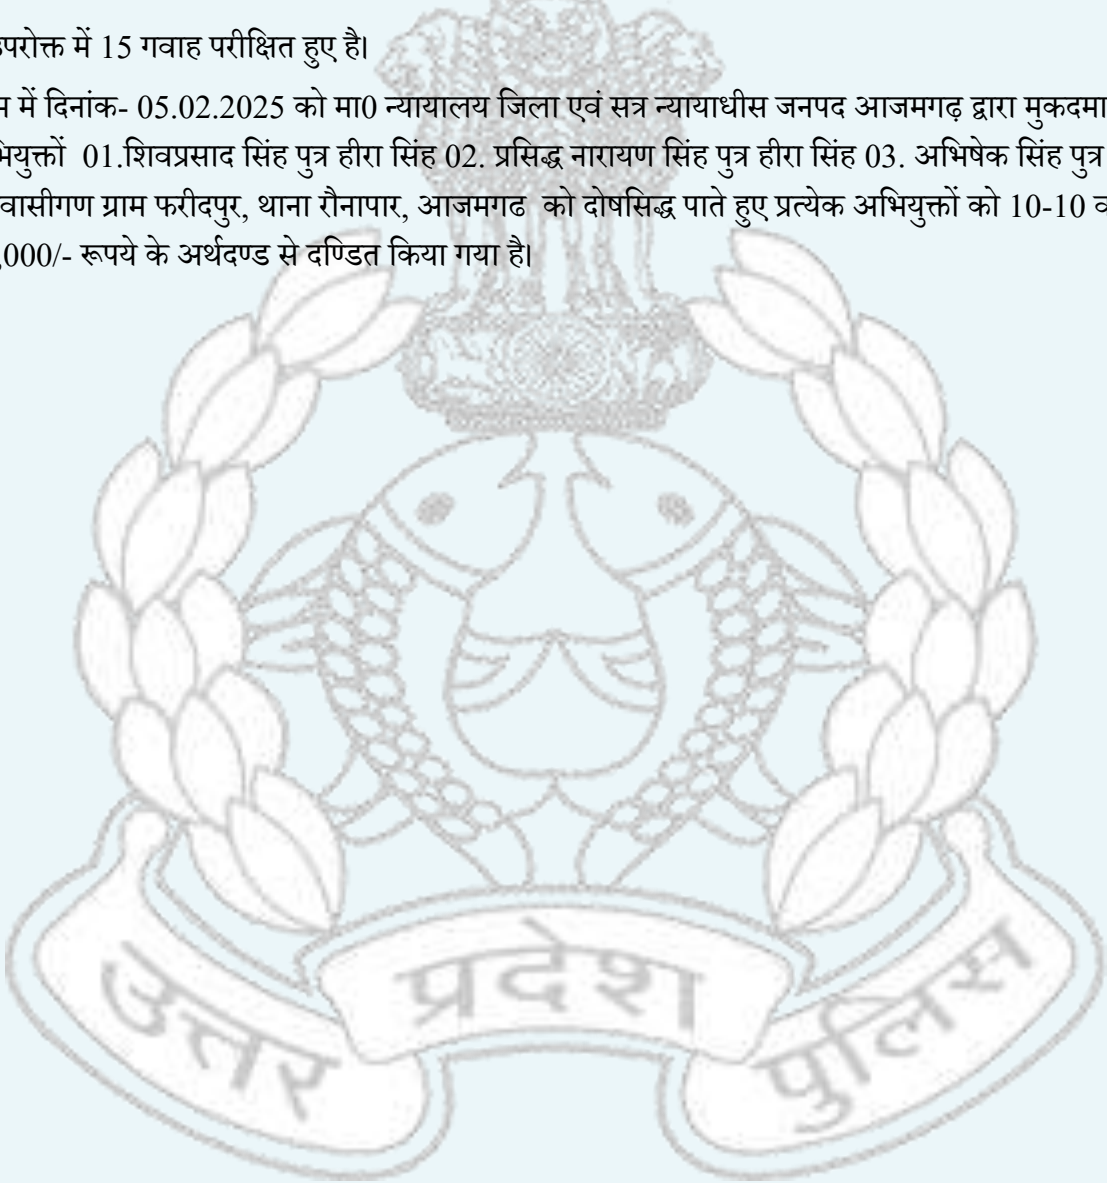 उपरोक्त में 15 गवाह परीक्षित हुए है।
में दिनांक- 05.02.2025 को मा0 न्यायालय जिला एवं सत्र न्यायाधीस जनपद आजमगढ़ द्वारा मुकदमा
01.शिवप्रसाद सिंह पुत्र हीरा सिंह 02. प्रसिद्ध नारायण सिंह पुत्र हीरा सिंह 03. अभिषेक सिंह पुत्र
वासीगण ग्राम फरीदपुर, थाना रौनापार, आजमगढ को दोषसिद्ध पाते हुए प्रत्येक अभियुक्तों को 10-10
,000/- रूपये के अर्थदण्ड से दण्डित किया गया है।
उत्तर प्रदेश पुलिस